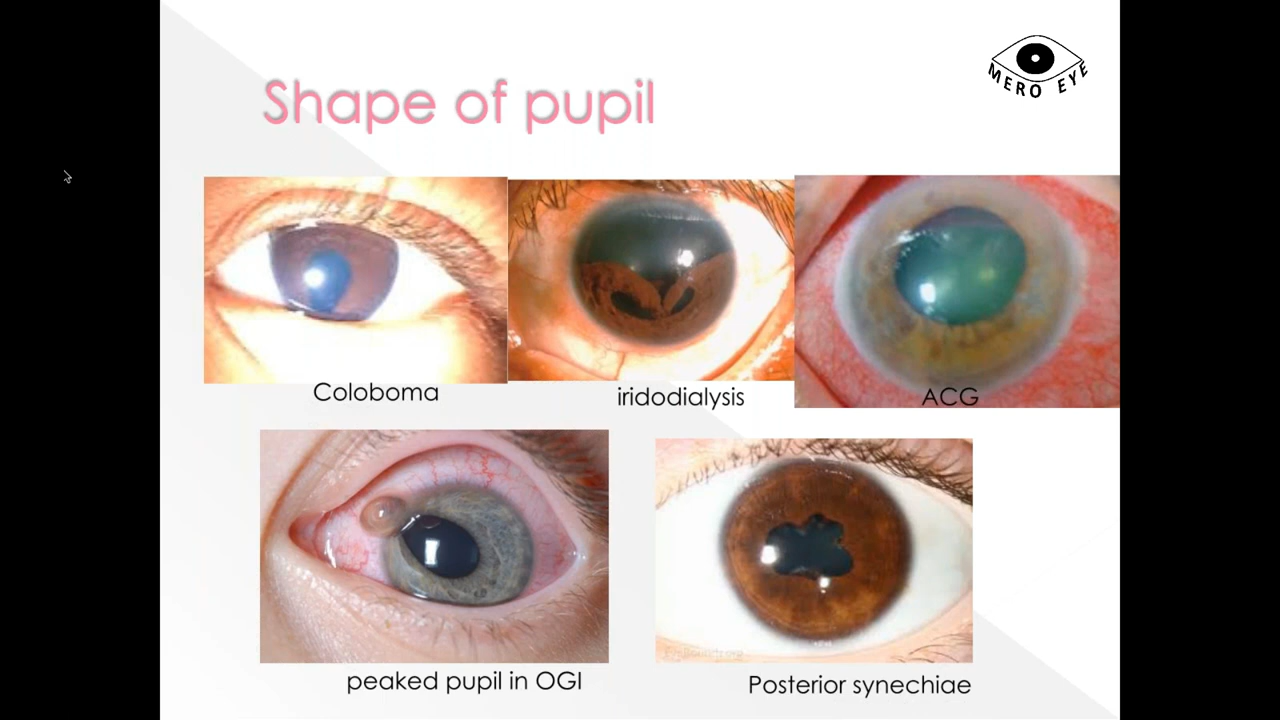 MERO EYE
Shape of pupil
Coloboma
iridodialysis
ACG
peaked pupil in OGI
Posterior synechiae